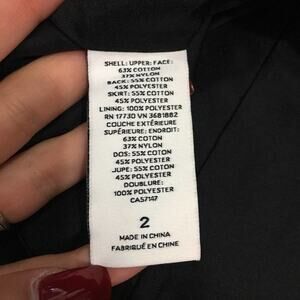 SHELL: UPPER: FACE:
63% COTTON
37% NYLON
BACK: 55% COTTON
45% POLYESTER
SKIRT: 55% COTTON
45% POLYESTER
LINING: 100% POLYESTER
RN 17730 VN 3681882
COUCHE EXTÉRIEURE
SUPÉRIEURE: ENDROIT:
63% COTTON
37% NYLON
DOS: 55% COTON
45% POLYESTER
JUPE: 55% COTON
45% POLYESTER
DOUBLURE:
100% POLYESTER
CA57147
2
MADE IN CHINA
FABRIQUÉ EN CHINE